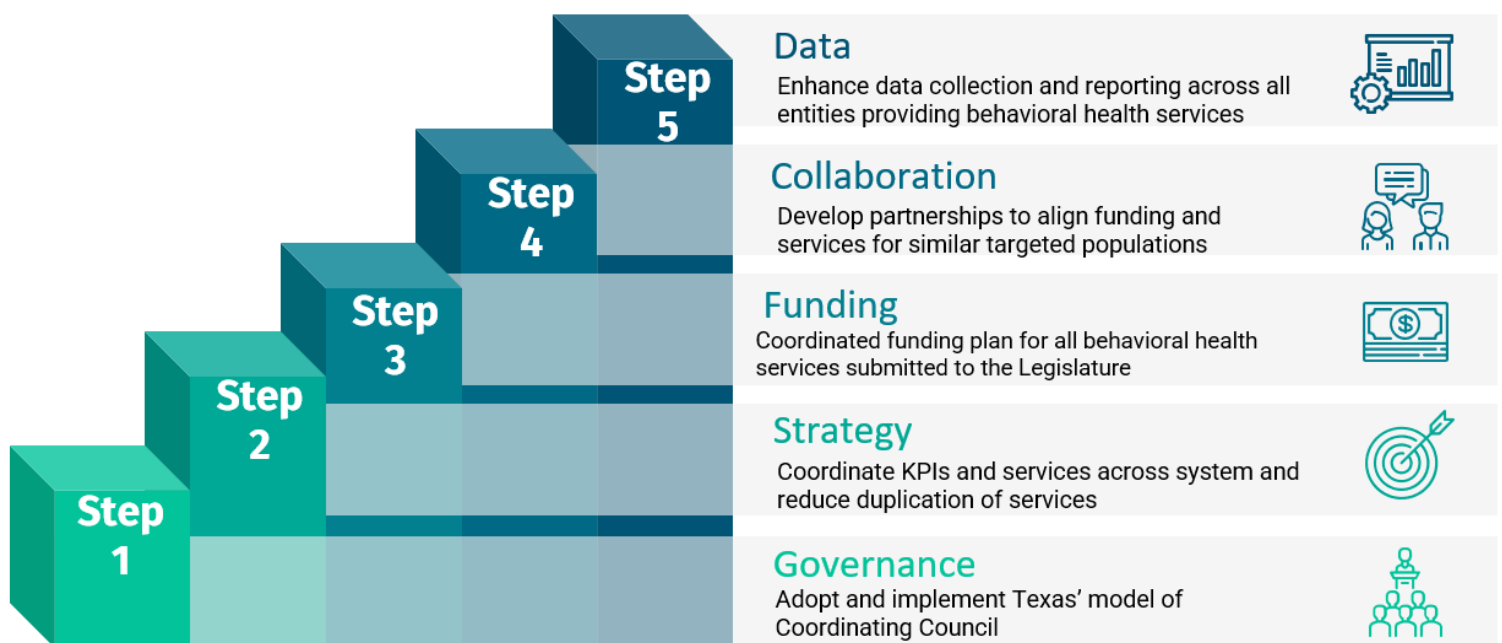 Step
5
Data
Enhance data collection and reporting across all
entities providing behavioral health services
Step
4
Collaboration
Develop partnerships to align funding and
services for similar targeted populations
Step
3
Funding
$
Coordinated funding plan for all behavioral health
services submitted to the Legislature
Step
2
Strategy
Coordinate KPIs and services across system and
reduce duplication of services
Step
1
Governance
Adopt and implement Texas’ model of
Coordinating Council